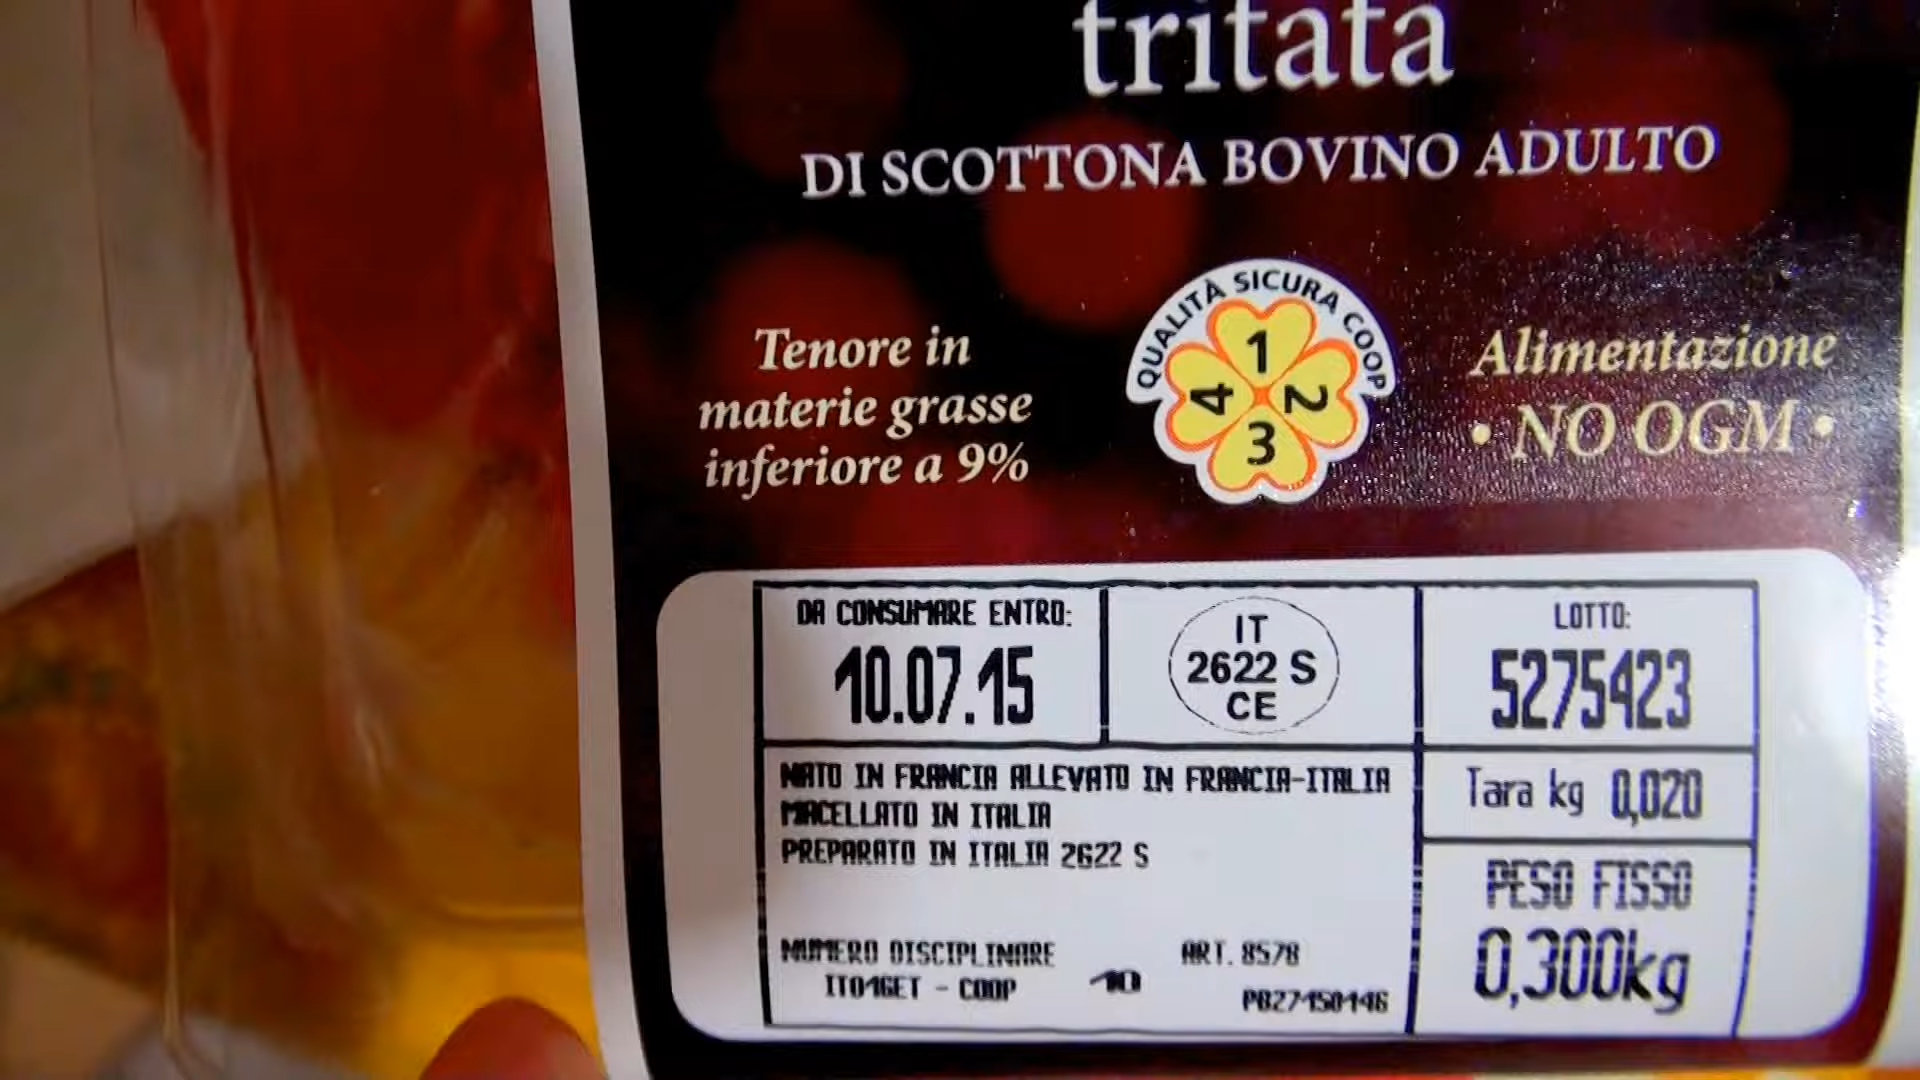 tritata
DI SCOTTONA BOVINO ADULTO
QUALITÀ SICURA COOP
1
2
3
4
Tenore in
materie grasse
inferiore a 9%
Alimentazione
• NO OGM •
DA CONSUMARE ENTRO:
10.07.15
IT
2622 S
CE
LOTTO:
5275423
NATO IN FRANCIA ALLEVATO IN FRANCIA-ITALIA
MACELLATO IN ITALIA
PREPARATO IN ITALIA 2622 S
Tara kg 0,020
PESO FISSO
0,300kg
NUMERO DISCIPLINARE
IT01GET - COOP
10
ART. 8578
PB27150146